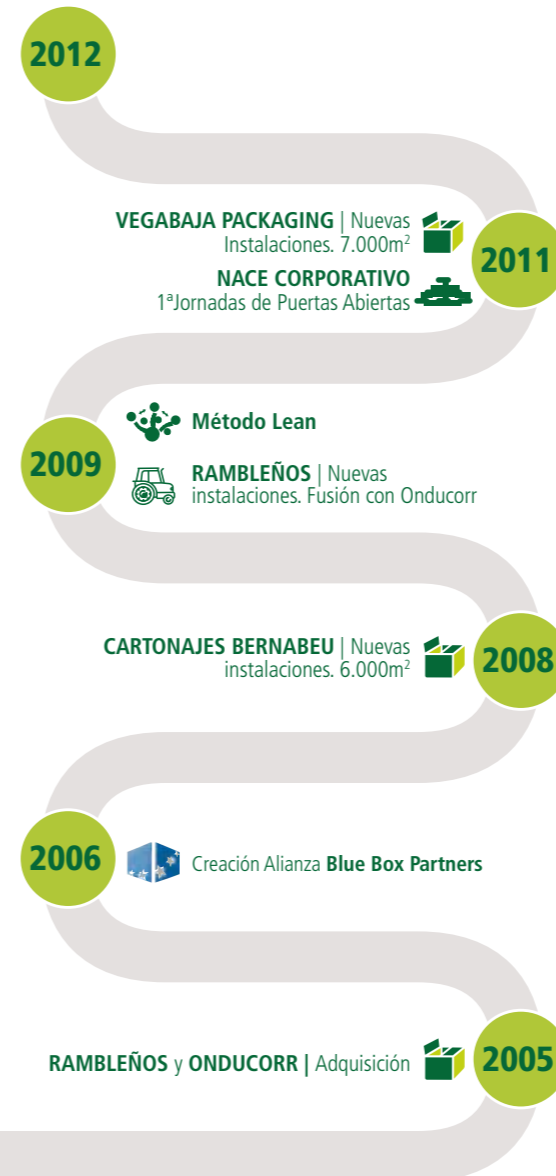 2012
VEGABAJA PACKAGING | Nuevas
Instalaciones. 7.000m²
2011
NACE CORPORATIVO
1ªJornadas de Puertas Abiertas
2009
Método Lean
RAMBLEÑOS | Nuevas
instalaciones. Fusión con Onducorr
CARTONAJES BERNABEU | Nuevas
instalaciones. 6.000m²
2008
2006
Creación Alianza Blue Box Partners
RAMBLEÑOS y ONDUCORR | Adquisición
2005